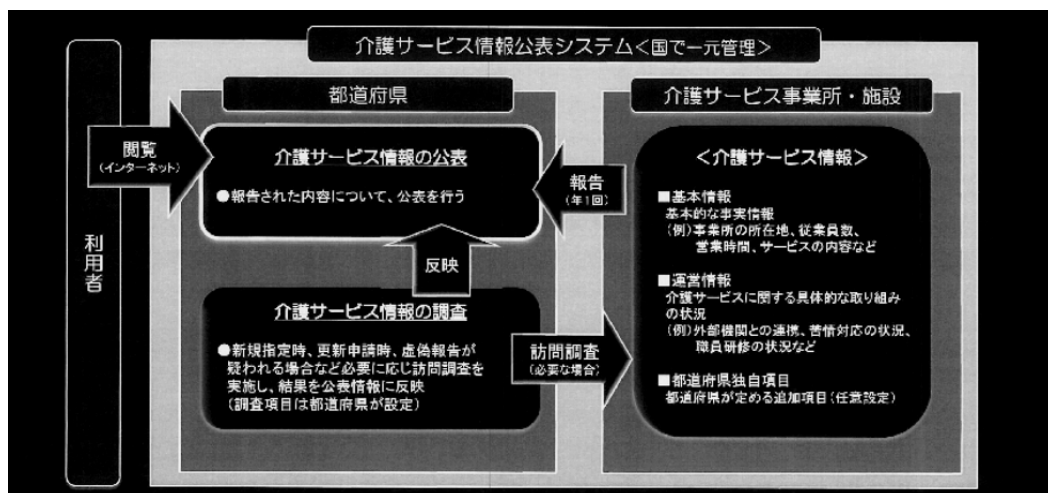 介護サービス情報公表システム<国で一元管理>
利用者
閲覧
(インターネット)
都道府県
介護サービス情報の公表
●報告された内容について、公表を行う
反映
介護サービス情報の調査
●新規指定時、更新申請時、虚偽報告が
疑われる場合など必要に応じ訪問調査を
実施し、結果を公表情報に反映
(調査項目は都道府県が設定)
報告
(年1回)
訪問調査
(必要な場合)
介護サービス事業所・施設
<介護サービス情報>
■基本情報
基本的な事実情報
(例)事業所の所在地、従業員数、
営業時間、サービスの内容など
■運営情報
介護サービスに関する具体的な取り組み
の状況
(例)外部機関との連携、苦情対応の状況、
職員研修の状況など
■都道府県独自項目
都道府県が定める追加項目(任意設定)